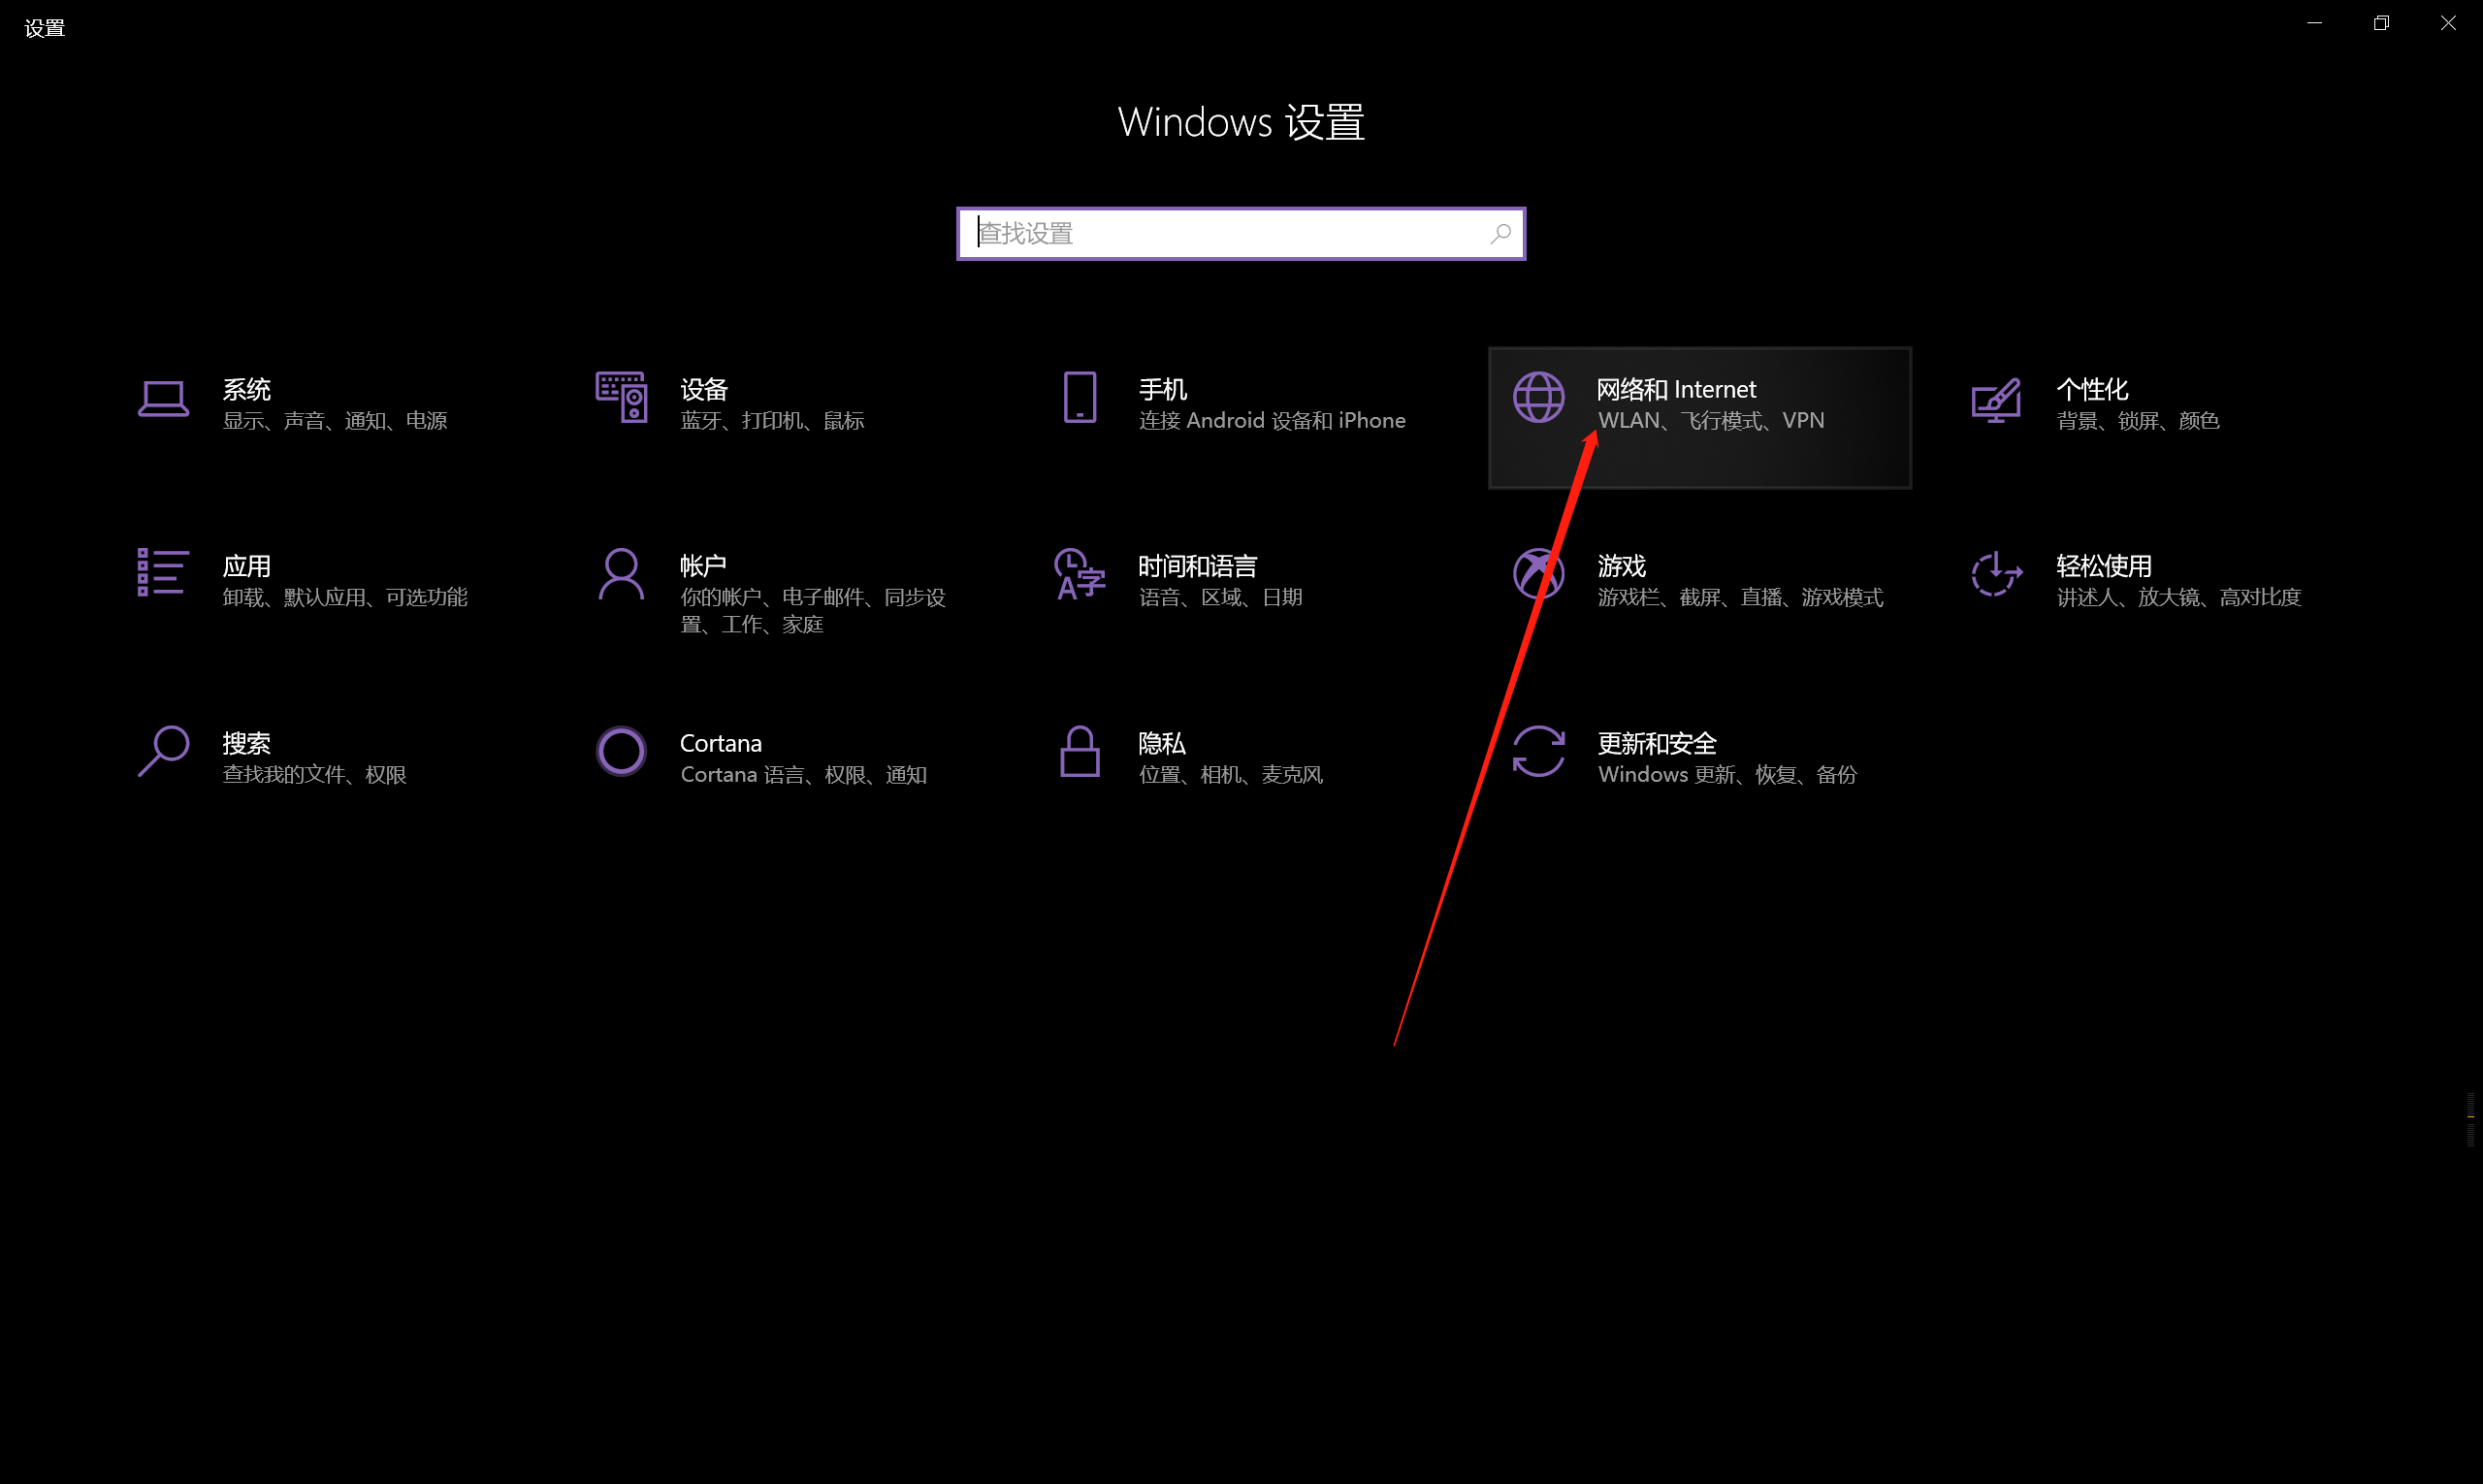 设置
Windows 设置
查找设置
系统
显示、声音、通知、电源
设备
蓝牙、打印机、鼠标
手机
连接 Android 设备和 iPhone
网络和 Internet
WLAN、飞行模式、VPN
个性化
背景、锁屏、颜色
应用
卸载、默认应用、可选功能
帐户
你的帐户、电子邮件、同步设
置、工作、家庭
时间和语言
语音、区域、日期
游戏
游戏栏、截屏、直播、游戏模式
轻松使用
讲述人、放大镜、高对比度
搜索
查找我的文件、权限
Cortana
Cortana 语言、权限、通知
隐私
位置、相机、麦克风
更新和安全
Windows 更新、恢复、备份